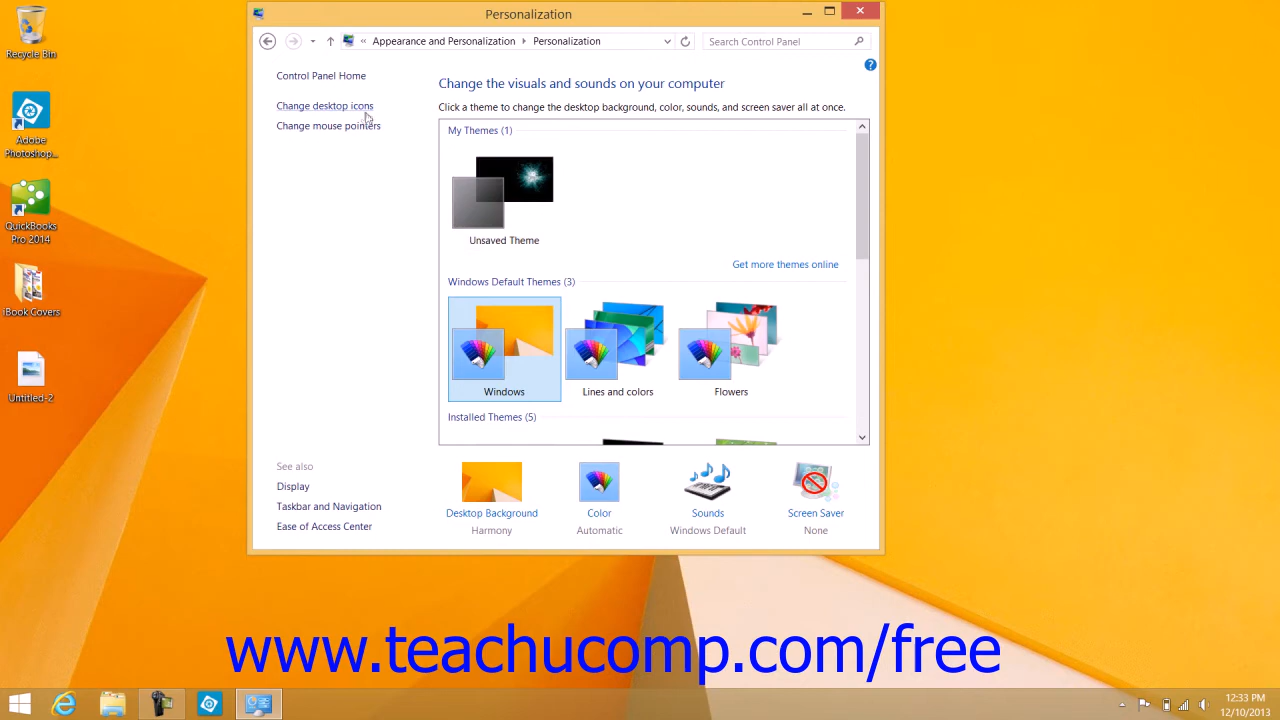 Recycle Bin
Adobe
Photoshop...
QuickBooks
Pro 2014
iBook Covers
Untitled-2
Personalization
« Appearance and Personalization Personalization
Search Control Panel
Control Panel Home
Change desktop icons
Change mouse pointers
Change the visuals and sounds on your computer
Click a theme to change the desktop background, color, sounds, and screen saver all at once.
My Themes (1)
Unsaved Theme
Get more themes online
Windows Default Themes (3)
Windows
Lines and colors
Flowers
Installed Themes (5)
See also
Display
Taskbar and Navigation
Ease of Access Center
Desktop Background
Harmony
Color
Automatic
Sounds
Windows Default
Screen Saver
None
www.teachucomp.com/free
12:33 PM
12/10/2013